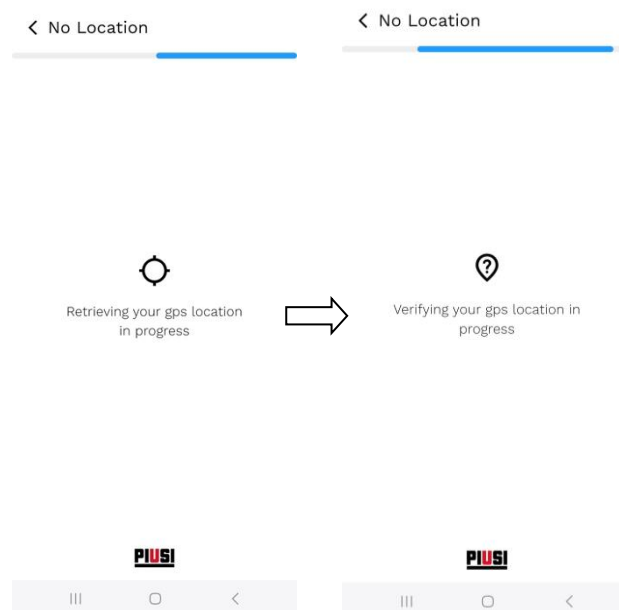 No Location
Retrieving your gps location
in progress
PIUSI
No Location
Verifying your gps location in
progress
PIUSI